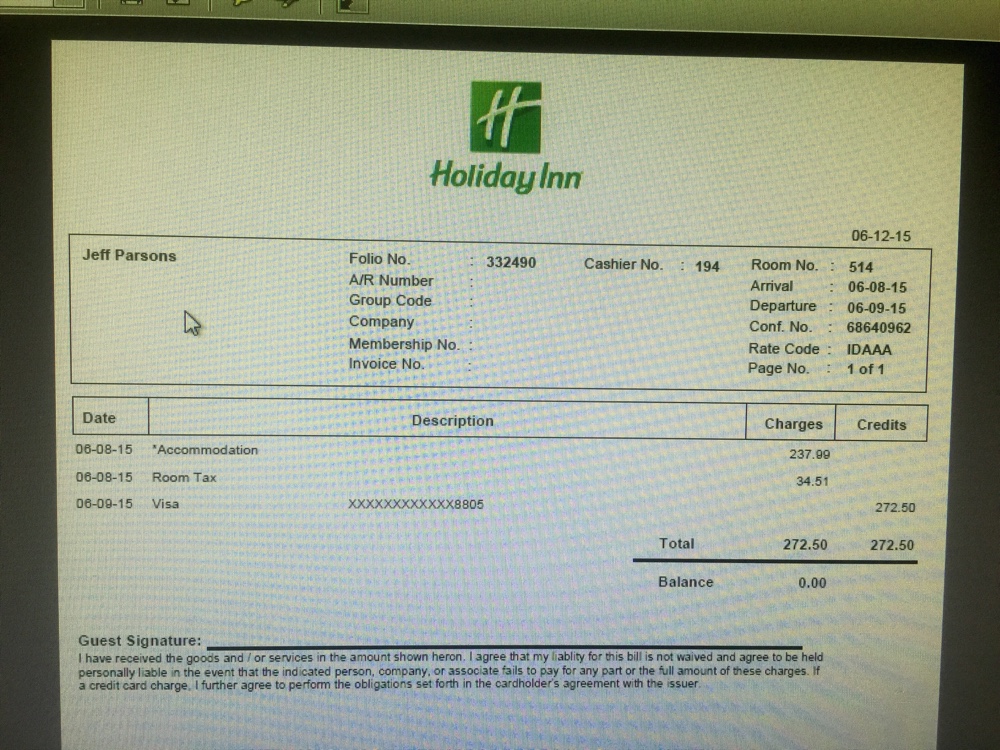 Holiday Inn
06-12-15
Jeff Parsons
Folio No. : 332490
A/R Number :
Group Code :
Company :
Membership No. :
Invoice No. :
Cashier No. : 194
Room No. : 514
Arrival : 06-08-15
Departure : 06-09-15
Conf. No. : 68640962
Rate Code : IDAAA
Page No. : 1 of 1
Date Description Charges Credits
06-08-15 *Accommodation 237.99
06-08-15 Room Tax 34.51
06-09-15 Visa XXXXXXXXXXXX8805 272.50
Total 272.50 272.50
Balance 0.00
Guest Signature:
I have received the goods and / or services in the amount shown heron. I agree that my liablity for this bill is not waived and agree to be held
personally liable in the event that the indicated person, company, or associate fails to pay for any part or the full amount of these charges. If
a credit card charge, I further agree to perform the obligations set forth in the cardholder's agreement with the issuer.